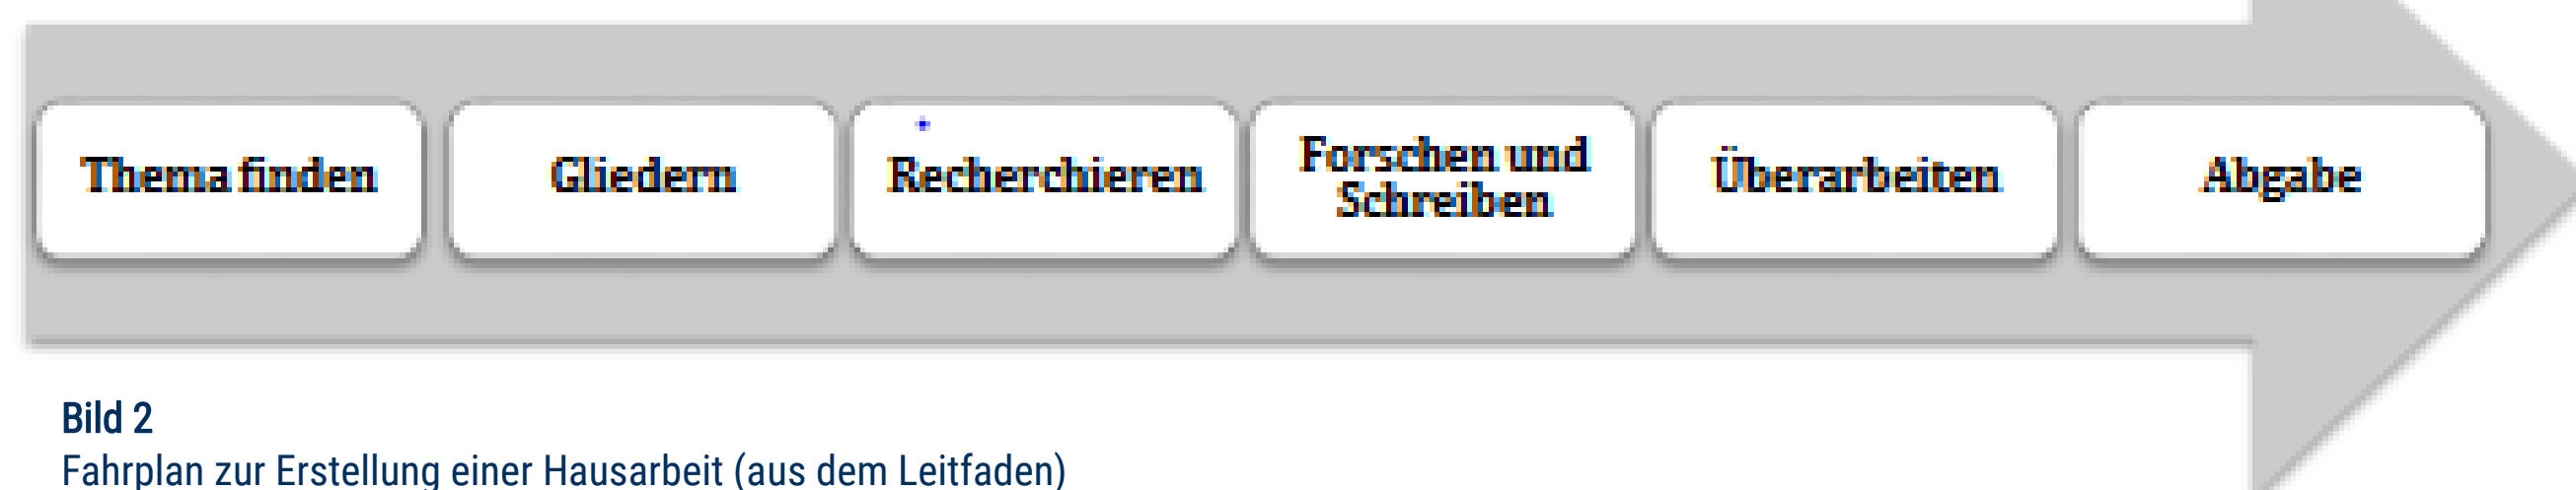 Thema finden
Gliedern
Recherchieren
Forschen und
Schreiben
Überarbeiten
Abgabe
Bild 2
Fahrplan zur Erstellung einer Hausarbeit (aus dem Leitfaden)